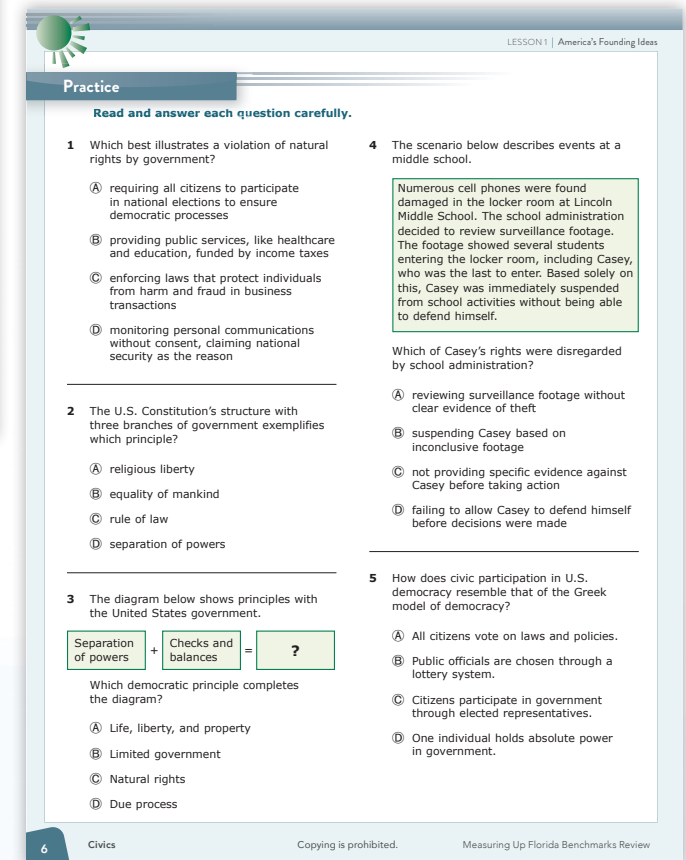 LESSON 1 | America's Founding Ideas
Practice
Read and answer each question carefully.
1 Which best illustrates a violation of natural
rights by government?
Ⓐ requiring all citizens to participate
in national elections to ensure
democratic processes
Ⓑ providing public services, like healthcare
and education, funded by income taxes
Ⓒ enforcing laws that protect individuals
from harm and fraud in business
transactions
Ⓓ monitoring personal communications
without consent, claiming national
security as the reason
2 The U.S. Constitution's structure with
three branches of government exemplifies
which principle?
Ⓐ religious liberty
Ⓑ equality of mankind
Ⓒ rule of law
Ⓓ separation of powers
3 The diagram below shows principles with
the United States government.
Separation
of powers
+
Checks and
balances
=
?
Which democratic principle completes
the diagram?
Ⓐ Life, liberty, and property
Ⓑ Limited government
Ⓒ Natural rights
Ⓓ Due process
4 The scenario below describes events at a
middle school.
Numerous cell phones were found
damaged in the locker room at Lincoln
Middle School. The school administration
decided to review surveillance footage.
The footage showed several students
entering the locker room, including Casey,
who was the last to enter. Based solely on
this, Casey was immediately suspended
from school activities without being able
to defend himself.
Which of Casey's rights were disregarded
by school administration?
Ⓐ reviewing surveillance footage without
clear evidence of theft
Ⓑ suspending Casey based on
inconclusive footage
Ⓒ not providing specific evidence against
Casey before taking action
Ⓓ failing to allow Casey to defend himself
before decisions were made
5 How does civic participation in U.S.
democracy resemble that of the Greek
model of democracy?
Ⓐ All citizens vote on laws and policies.
Ⓑ Public officials are chosen through a
lottery system.
Ⓒ Citizens participate in government
through elected representatives.
Ⓓ One individual holds absolute power
in government.
6 Civics Copying is prohibited. Measuring Up Florida Benchmarks Review